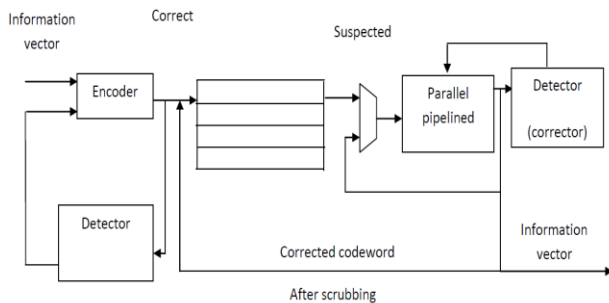 Information
vector
Correct
Suspected
Encoder
Parallel
pipelined
Detector
(corrector)
Detector
Corrected codeword
Information
vector
After scrubbing